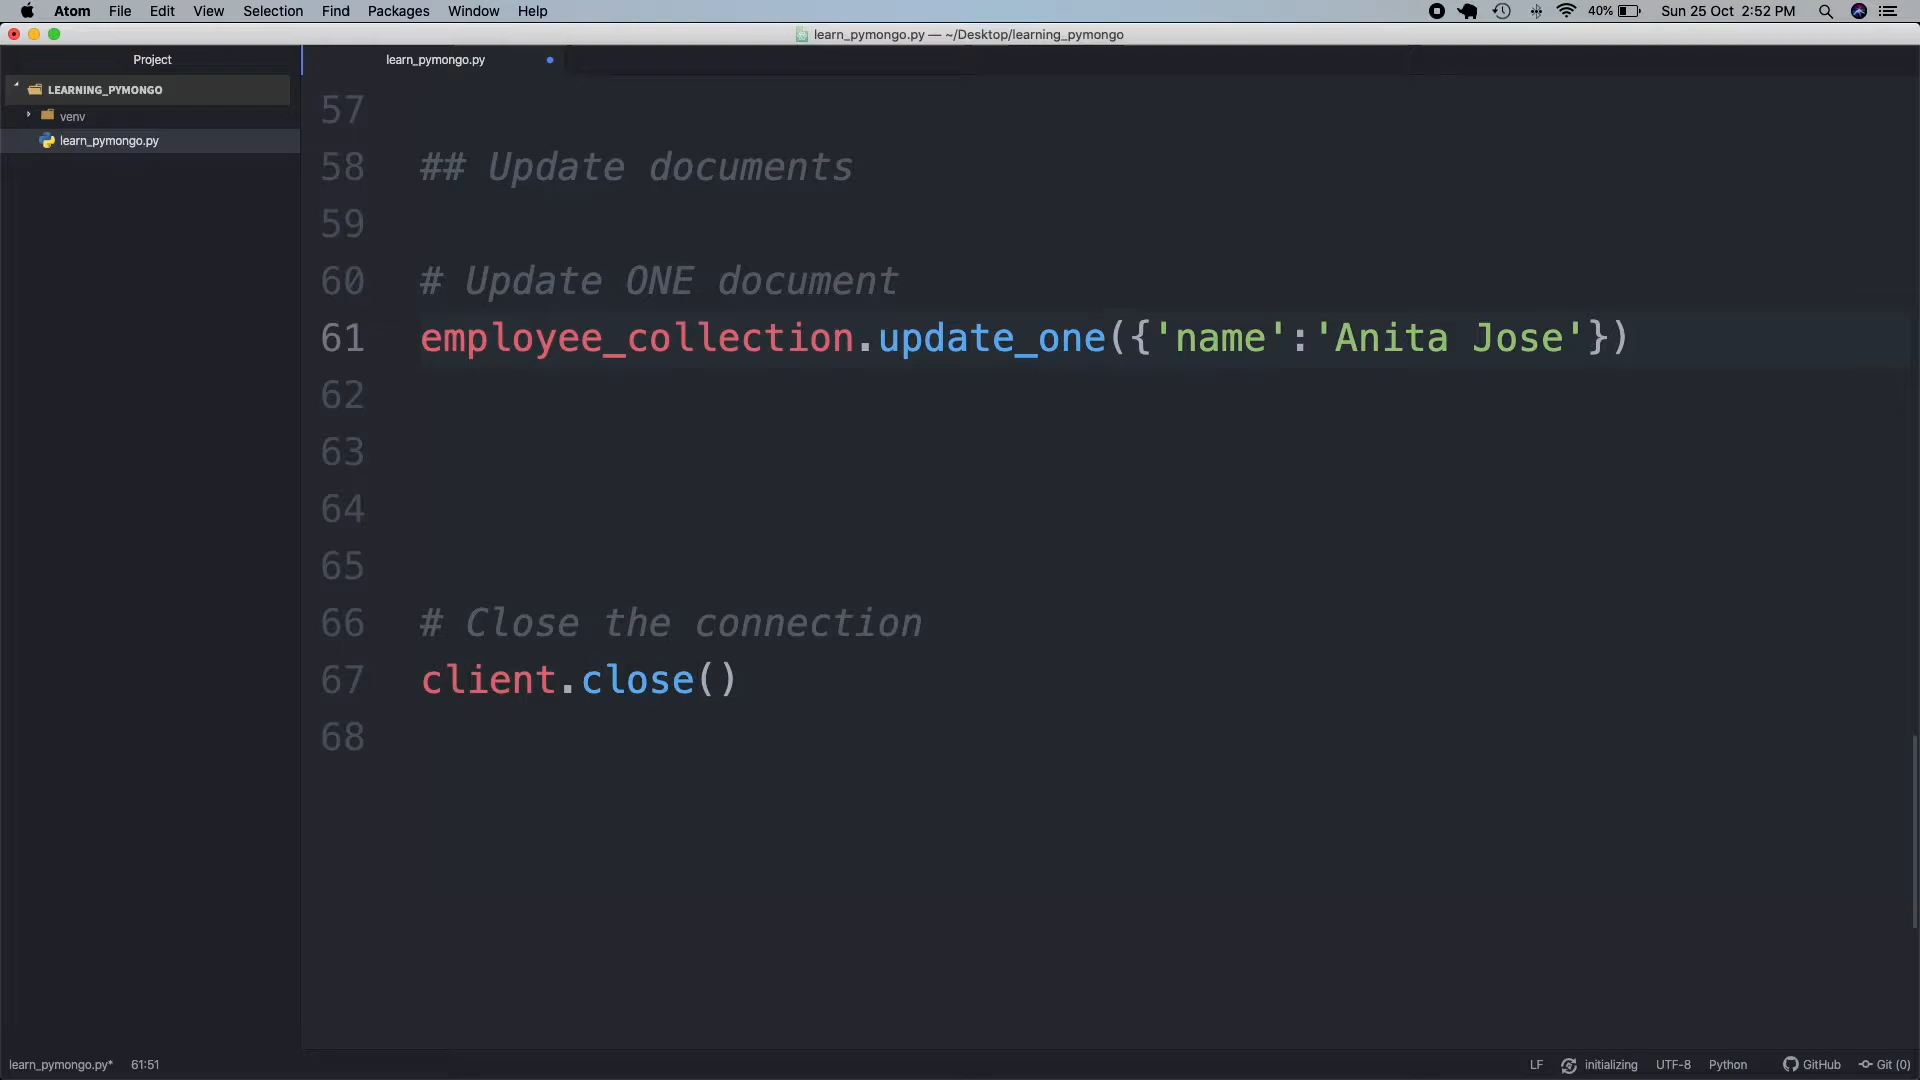 Atom File Edit View Selection Find Packages Window Help 40% Sun 25 Oct 2:52 PM
learn_pymongo.py — ~/Desktop/learning_pymongo
Project
LEARNING_PYMONGO
venv
learn_pymongo.py
learn_pymongo.py
57
58 ## Update documents
59
60 # Update ONE document
61 employee_collection.update_one({'name':'Anita Jose'})
62
63
64
65
66 # Close the connection
67 client.close()
68
learn_pymongo.py* 61:51 LF initializing UTF-8 Python GitHub Git (0)